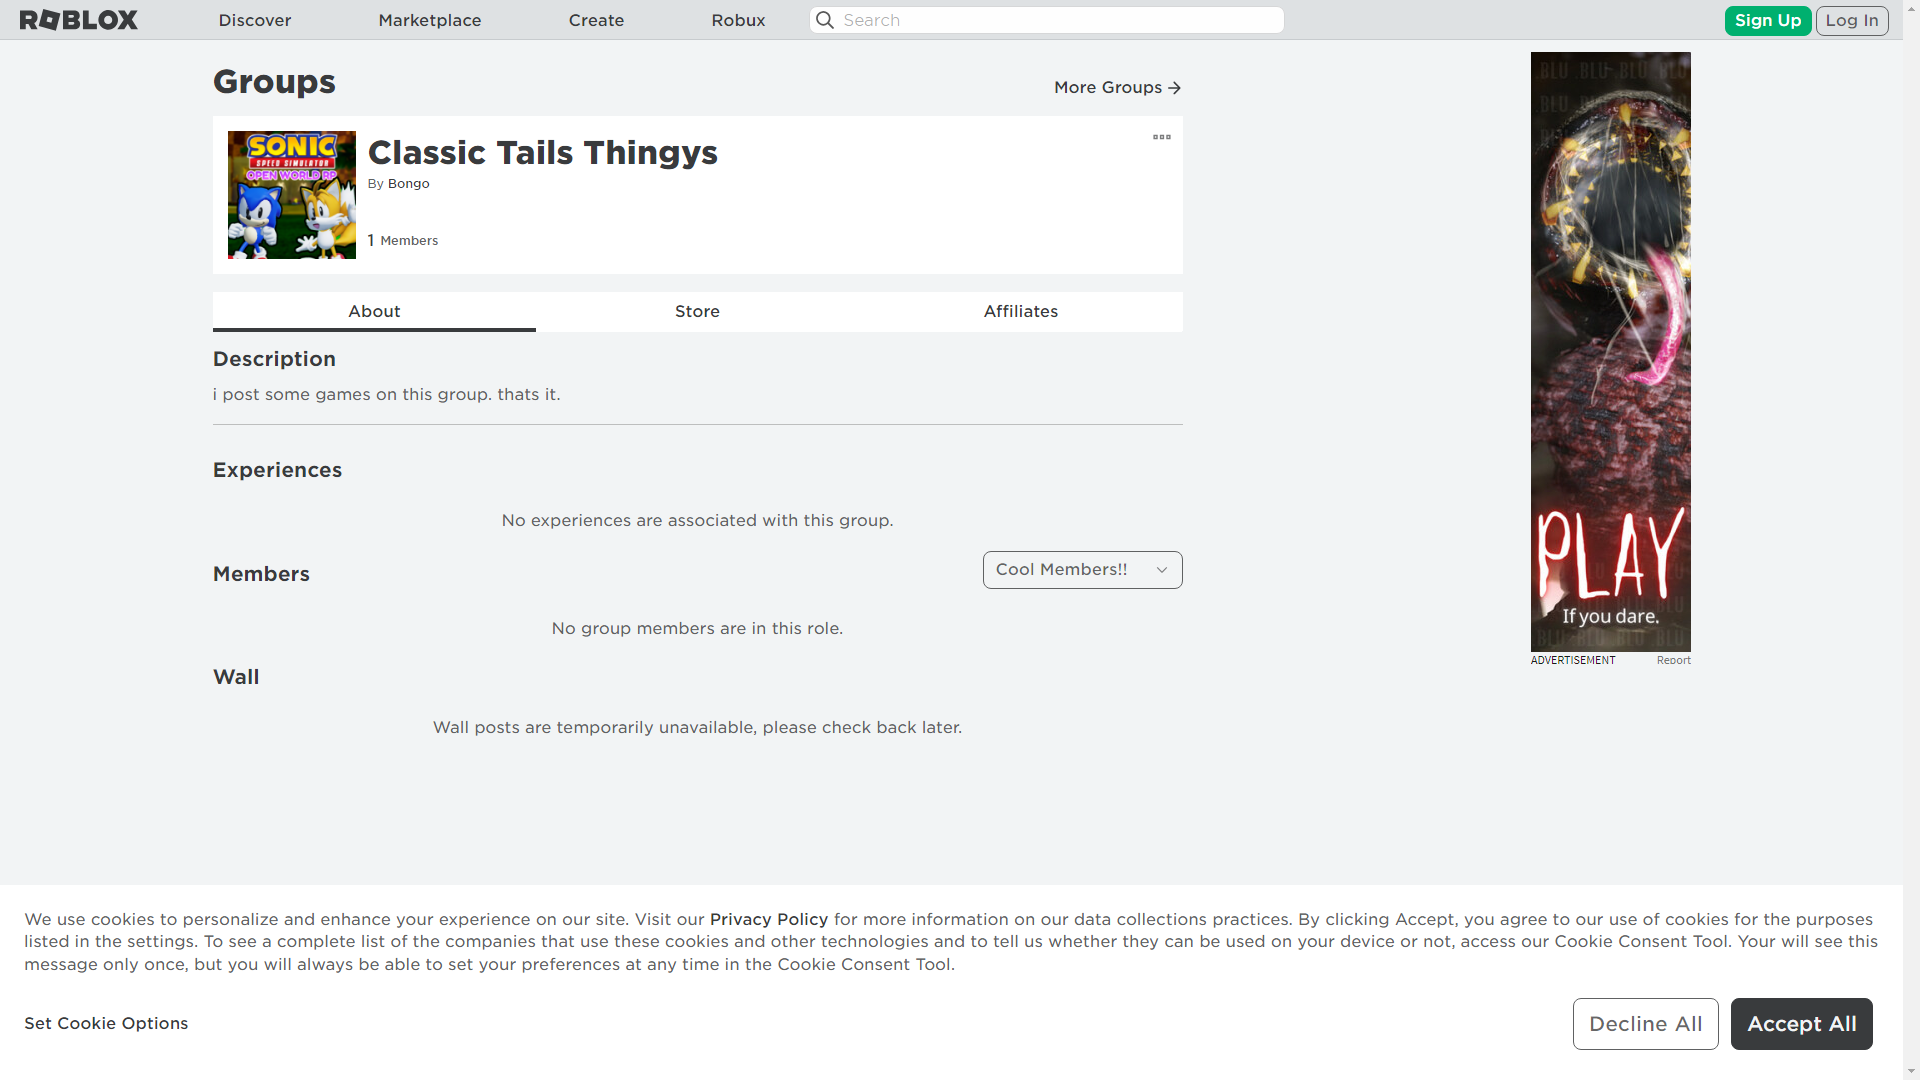 ROBLOX
Discover
Marketplace
Create
Robux
Search
Sign Up
Log In
Groups
More Groups
SONIC
SPEED SIMULATOR
OPEN WORLD RP
Classic Tails Thingys
By Bongo
1 Members
About
Store
Affiliates
Description
i post some games on this group. thats it.
Experiences
No experiences are associated with this group.
Members
Cool Members!!
No group members are in this role.
Wall
Wall posts are temporarily unavailable, please check back later.
.BLU .BLU .BLU .BLU
PLAY
If you dare.
ADVERTISEMENT
Report
We use cookies to personalize and enhance your experience on our site. Visit our Privacy Policy for more information on our data collections practices. By clicking Accept, you agree to our use of cookies for the purposes
listed in the settings. To see a complete list of the companies that use these cookies and other technologies and to tell us whether they can be used on your device or not, access our Cookie Consent Tool. Your will see this
message only once, but you will always be able to set your preferences at any time in the Cookie Consent Tool.
Set Cookie Options
Decline All
Accept All